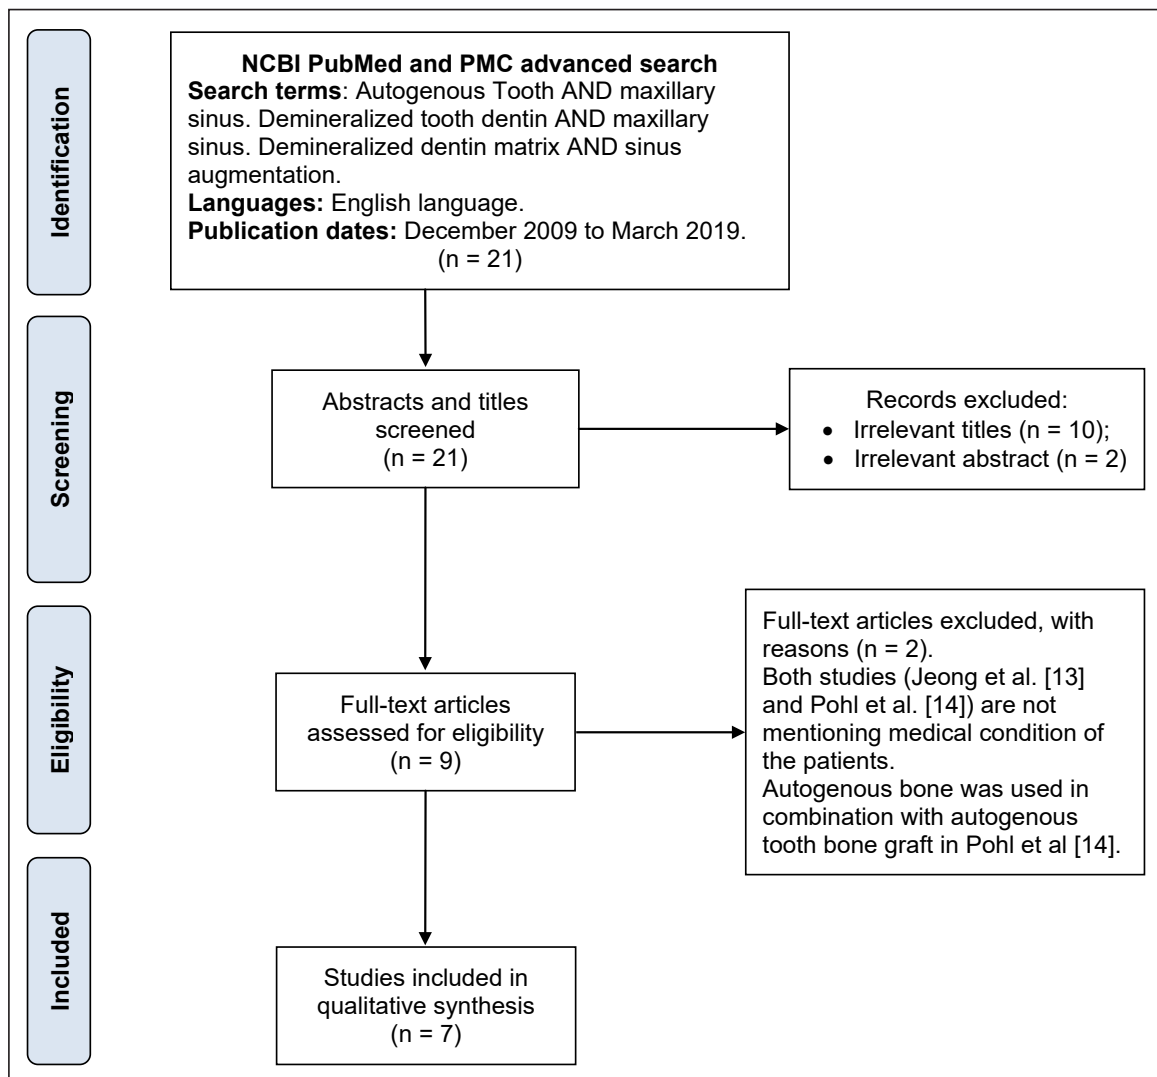 Identification
NCBI PubMed and PMC advanced search
Search terms: Autogenous Tooth AND maxillary
sinus. Demineralized tooth dentin AND maxillary
sinus. Demineralized dentin matrix AND sinus
augmentation.
Languages: English language.
Publication dates: December 2009 to March 2019.
(n = 21)
Screening
Abstracts and titles
screened
(n = 21)
Records excluded:
• Irrelevant titles (n = 10);
• Irrelevant abstract (n = 2)
Eligibility
Full-text articles
assessed for eligibility
(n = 9)
Full-text articles excluded, with
reasons (n = 2).
Both studies (Jeong et al. [13]
and Pohl et al. [14]) are not
mentioning medical condition of
the patients.
Autogenous bone was used in
combination with autogenous
tooth bone graft in Pohl et al [14].
Included
Studies included in
qualitative synthesis
(n = 7)